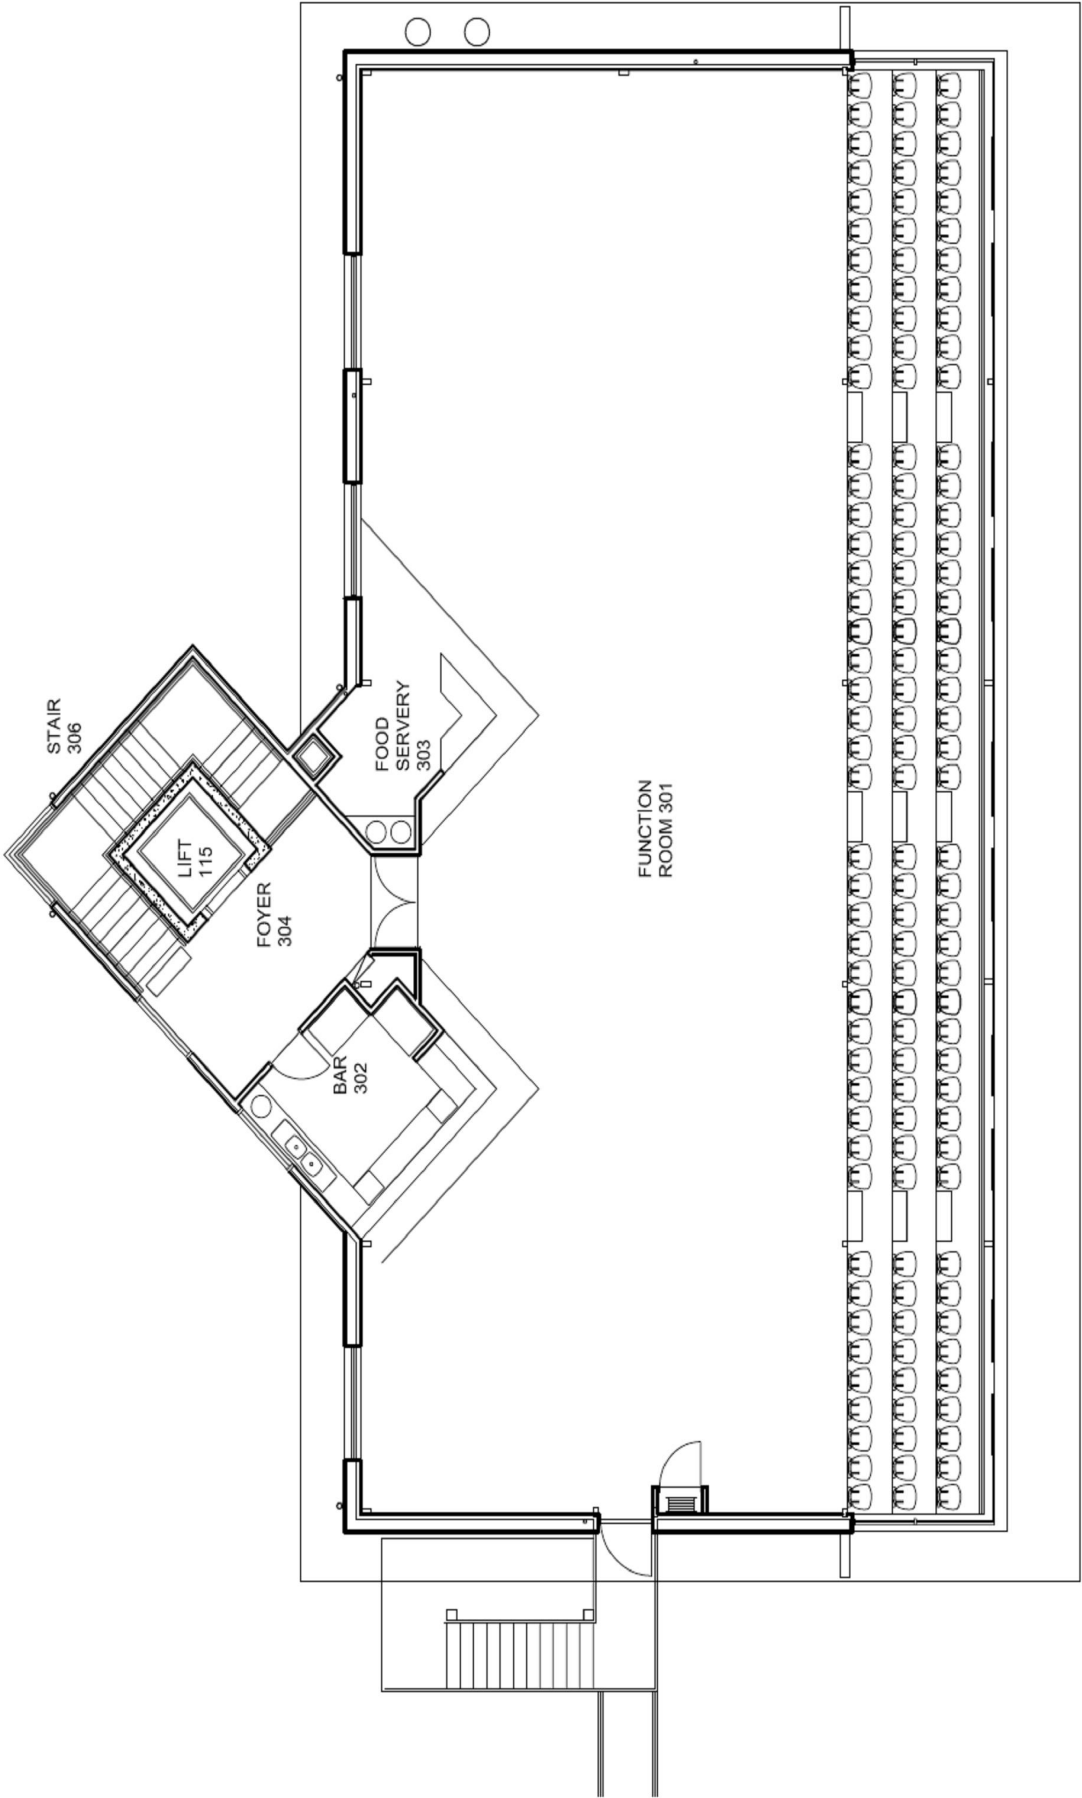 STAIR
306
LIFT
115
FOYER
304
FOOD
SERVERY
303
BAR
302
FUNCTION
ROOM 301